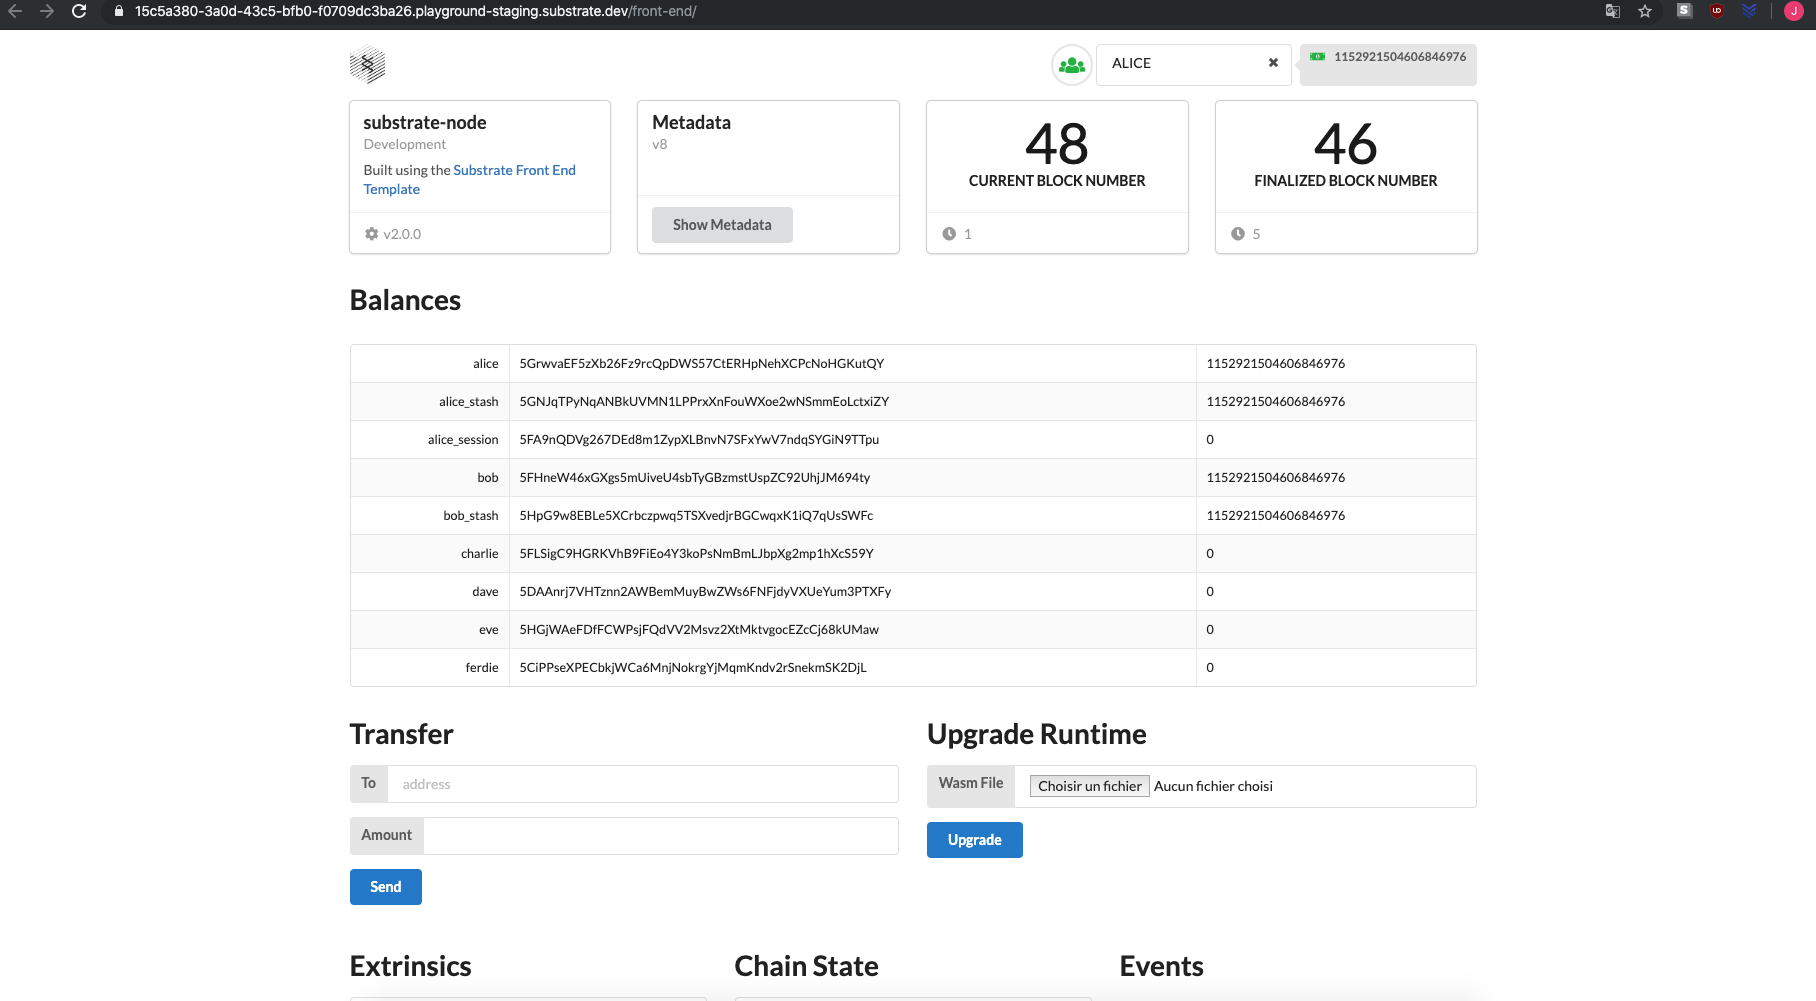 15c5a380-3a0d-43c5-bfb0-f0709dc3ba26.playground-staging.substrate.dev/front-end/
S
UD
J
ALICE
1152921504606846976
substrate-node
Development
Built using the Substrate Front End
Template
v2.0.0
Metadata
v8
Show Metadata
48
CURRENT BLOCK NUMBER
1
46
FINALIZED BLOCK NUMBER
5
Balances
alice 5GrwvaEF5zXb26Fz9rcQpDWS57CtERHpNehXCPcNoHGKutQY 1152921504606846976
alice_stash 5GNJqTPyNqANBkUVMN1LPPrxXnFouWXoe2wNSmmEoLctxiZY 1152921504606846976
alice_session 5FA9nQDVg267DEd8m1ZypXLBnvN7SFxYwV7ndqSYGiN9TTpu 0
bob 5FHneW46xGXgs5mUiveU4sbTyGBzmstUspZC92UhjJM694ty 1152921504606846976
bob_stash 5HpG9w8EBLe5XCrbczpwq5TSXvedjrBGCwqxK1iQ7qUsSWFc 1152921504606846976
charlie 5FLSigC9HGRKVhB9FiEo4Y3koPsNmBmLJbpXg2mp1hXcS59Y 0
dave 5DAAnrj7VHTznn2AWBemMuyBwZWs6FNFjdyVXUeYum3PTXFy 0
eve 5HGjWAeFDfFCWPsjFQdVV2Msvz2XtMktvgocEZcCj68kUMaw 0
ferdie 5CiPPseXPECbkjWCa6MnjNokrgYjMqmKndv2rSnekmSK2DjL 0
Transfer
To address
Amount
Send
Upgrade Runtime
Wasm File Choisir un fichier Aucun fichier choisi
Upgrade
Extrinsics
Chain State
Events